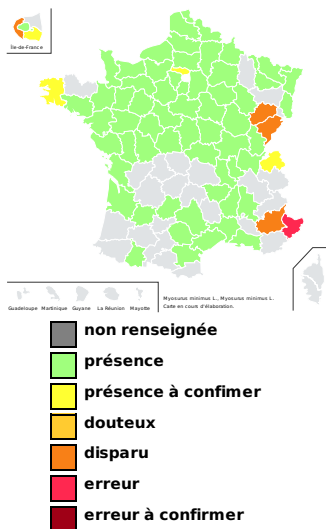 Île-de-France
Guadeloupe Martinique Guyane La Réunion Mayotte
Myosurus minimus L., Myosurus minimus L.
Carte en cours d'élaboration.
non renseignée
présence
présence à confimer
douteux
disparu
erreur
erreur à confirmer